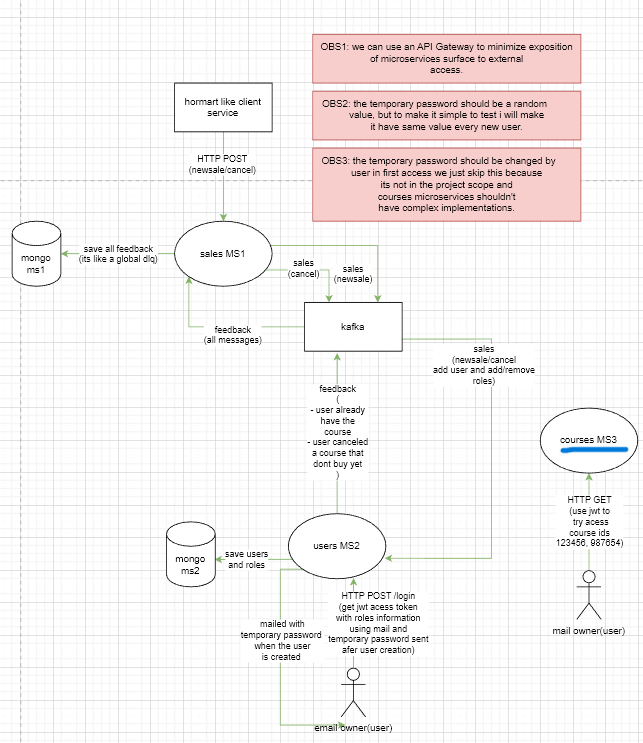 OBS1: we can use an API Gateway to minimize exposition
of microservices surface to external
access.
hormart like client
service
OBS2: the temporary password should be a random
value, but to make it simple to test i will make
it have same value every new user.
HTTP POST
(newsale/cancel)
OBS3: the temporary password should be changed by
user in first access we just skip this because
its not in the project scope and
courses microservices shouldn't
have complex implementations.
mongo
ms1
save all feedback
(its like a global dlq)
sales MS1
sales
(cancel)
sales
(newsale)
feedback
(all messages)
kafka
sales
(newsale/cancel
add user and add/remove
roles)
feedback
(
- user already
have the
course
- user canceled
a course that
dont buy yet
)
courses MS3
HTTP GET
(use jwt to
try acess
course ids
123456, 987654)
mongo
ms2
save users
and roles
users MS2
mailed with
temporary password
when the user
is created
HTTP POST /login
(get jwt acess token
with roles information
using mail and
temporary password sent
afer user creation)
mail owner(user)
email owner(user)